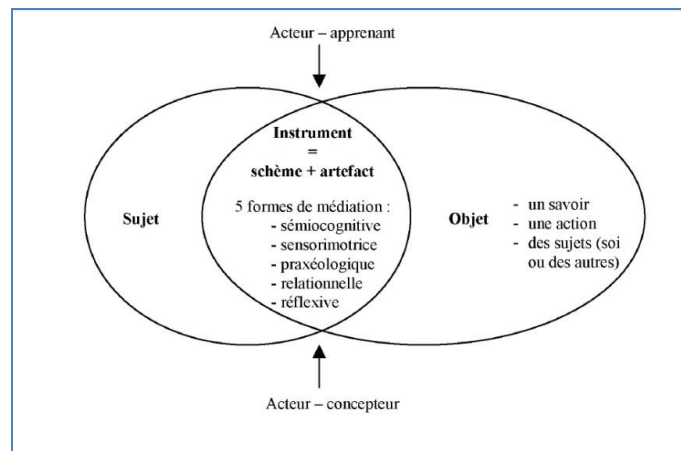 Acteur – apprenant
Instrument
=
schème + artefact
5 formes de médiation :
- sémiocognitive
- sensorimotrice
- praxéologique
- relationnelle
- réflexive
Sujet
Objet
- un savoir
- une action
- des sujets (soi
ou des autres)
Acteur – concepteur